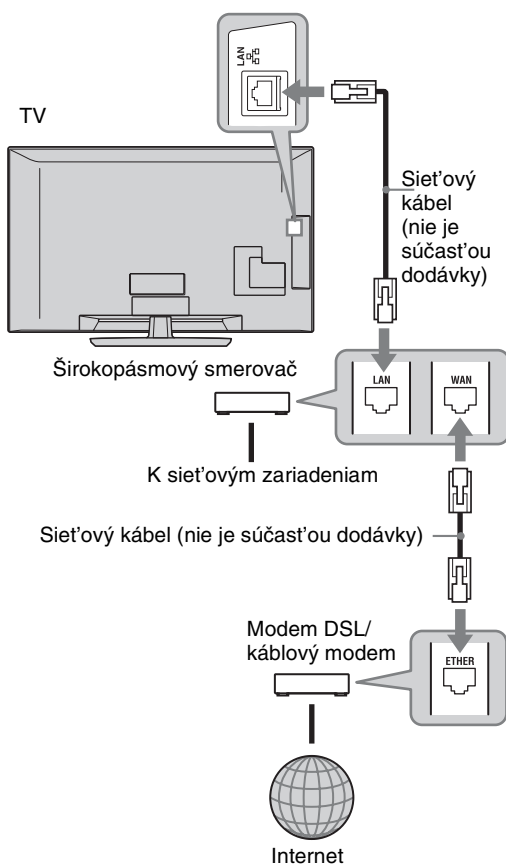 LAN
TV
Sieťový
kábel
(nie je
súčasťou
dodávky)
Širokopásmový smerovač
LAN
WAN
K sieťovým zariadeniam
Sieťový kábel (nie je súčasťou dodávky)
Modem DSL/
káblový modem
ETHER
Internet